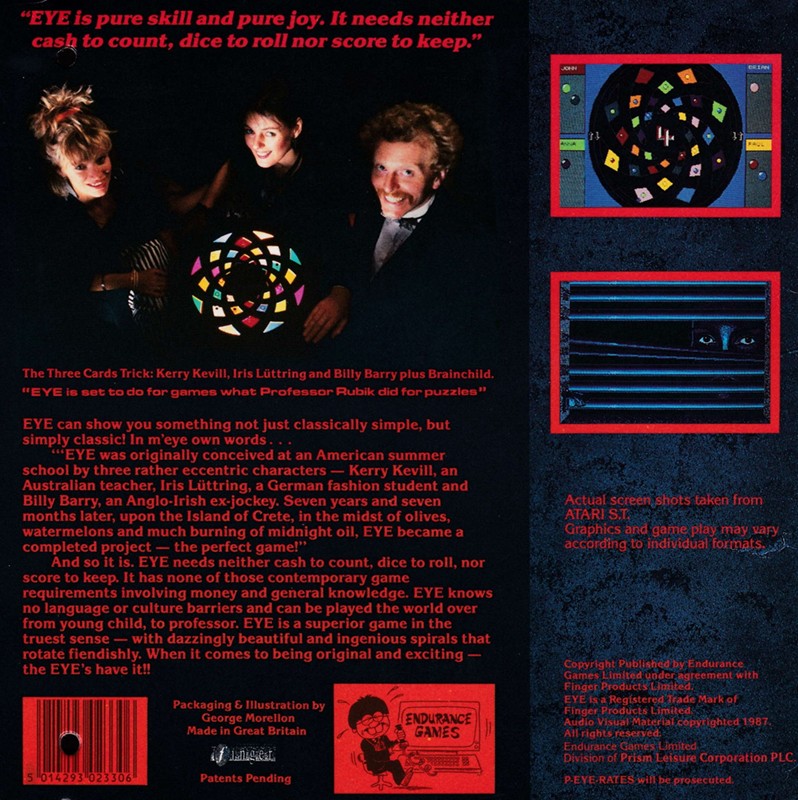 “EYE is pure skill and pure joy. It needs neither
cash to count, dice to roll nor score to keep.”
The Three Cards Trick: Kerry Kevill, Iris Lüttring and Billy Barry plus Brainchild.
“EYE is set to do for games what Professor Rubik did for puzzles”
EYE can show you something not just classically simple, but
simply classic! In m’eye own words . . .
“‘EYE was originally conceived at an American summer
school by three rather eccentric characters — Kerry Kevill, an
Australian teacher, Iris Lüttring, a German fashion student and
Billy Barry, an Anglo-Irish ex-jockey. Seven years and seven
months later, upon the Island of Crete, in the midst of olives,
watermelons and much burning of midnight oil, EYE became a
completed project — the perfect game!’’
And so it is. EYE needs neither cash to count, dice to roll, nor
score to keep. It has none of those contemporary game
requirements involving money and general knowledge. EYE knows
no language or culture barriers and can be played the world over
from young child, to professor. EYE is a superior game in the
truest sense — with dazzlingly beautiful and ingenious spirals that
rotate fiendishly. When it comes to being original and exciting —
the EYE’s have it!!
5 014293 023306
Packaging & Illustration by
George Morellon
Made in Great Britain
Patents Pending
ENDURANCE
GAMES
JOHN
BRIAN
ANNA
PAUL
4
Actual screen shots taken from
ATARI S.T.
Graphics and game play may vary
according to individual formats.
Copyright Published by Endurance
Games Limited under agreement with
Finger Products Limited.
EYE is a Registered Trade Mark of
Finger Products Limited.
Audio Visual Material copyrighted 1987.
All rights reserved.
Endurance Games Limited
Division of Prism Leisure Corporation PLC.
P-EYE-RATES will be prosecuted.